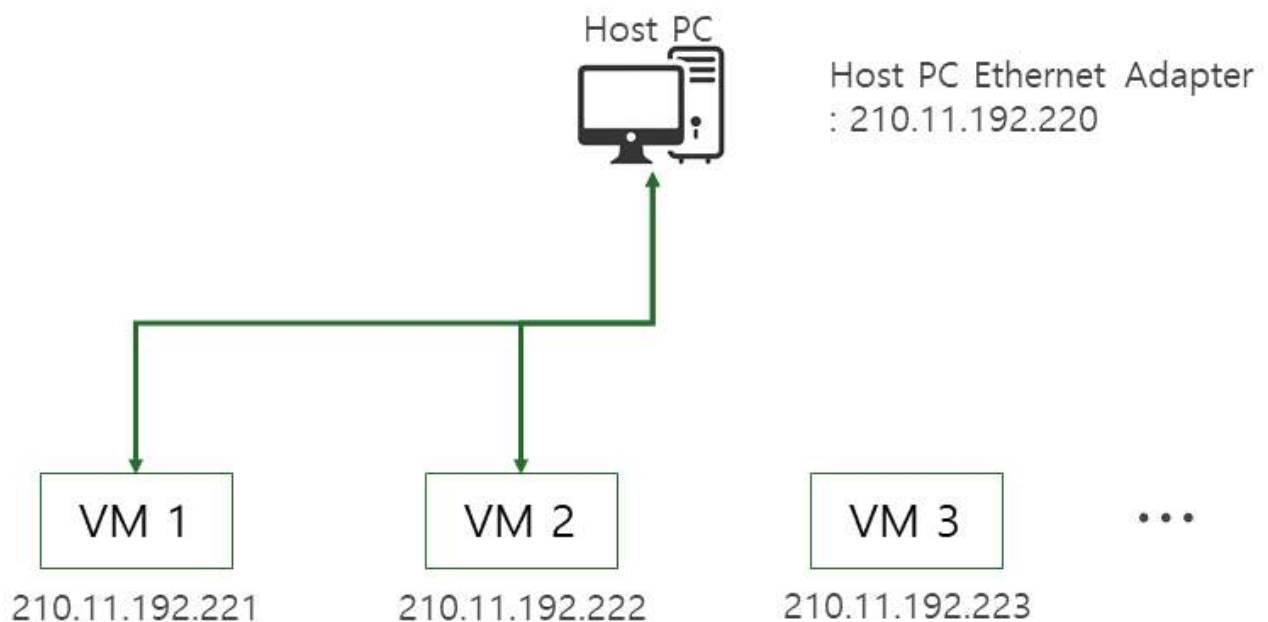 Host PC
Host PC Ethernet Adapter
: 210.11.192.220
VM 1
VM 2
VM 3
...
210.11.192.221
210.11.192.222
210.11.192.223